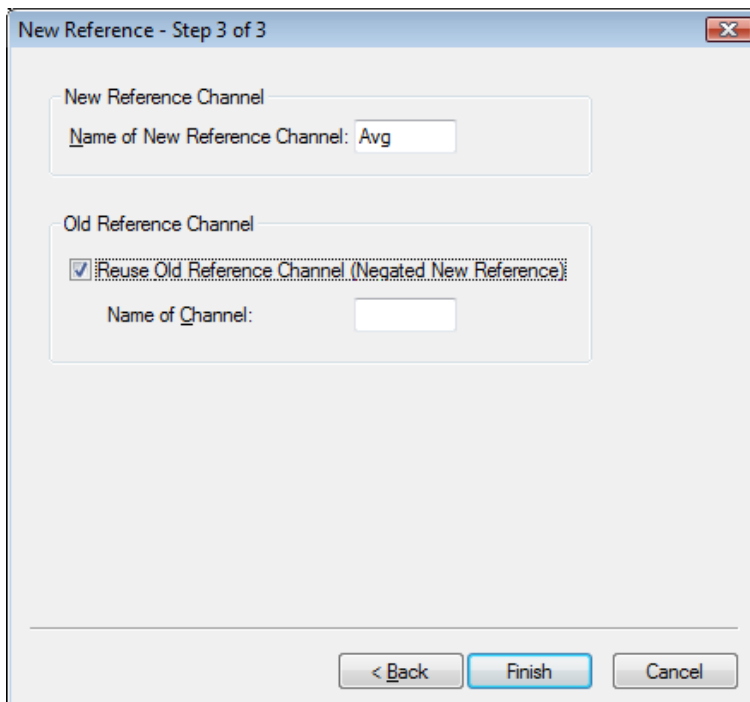 New Reference - Step 3 of 3
New Reference Channel
Name of New Reference Channel: Avg
Old Reference Channel
Reuse Old Reference Channel (Negated New Reference)
Name of Channel:
< Back Finish Cancel